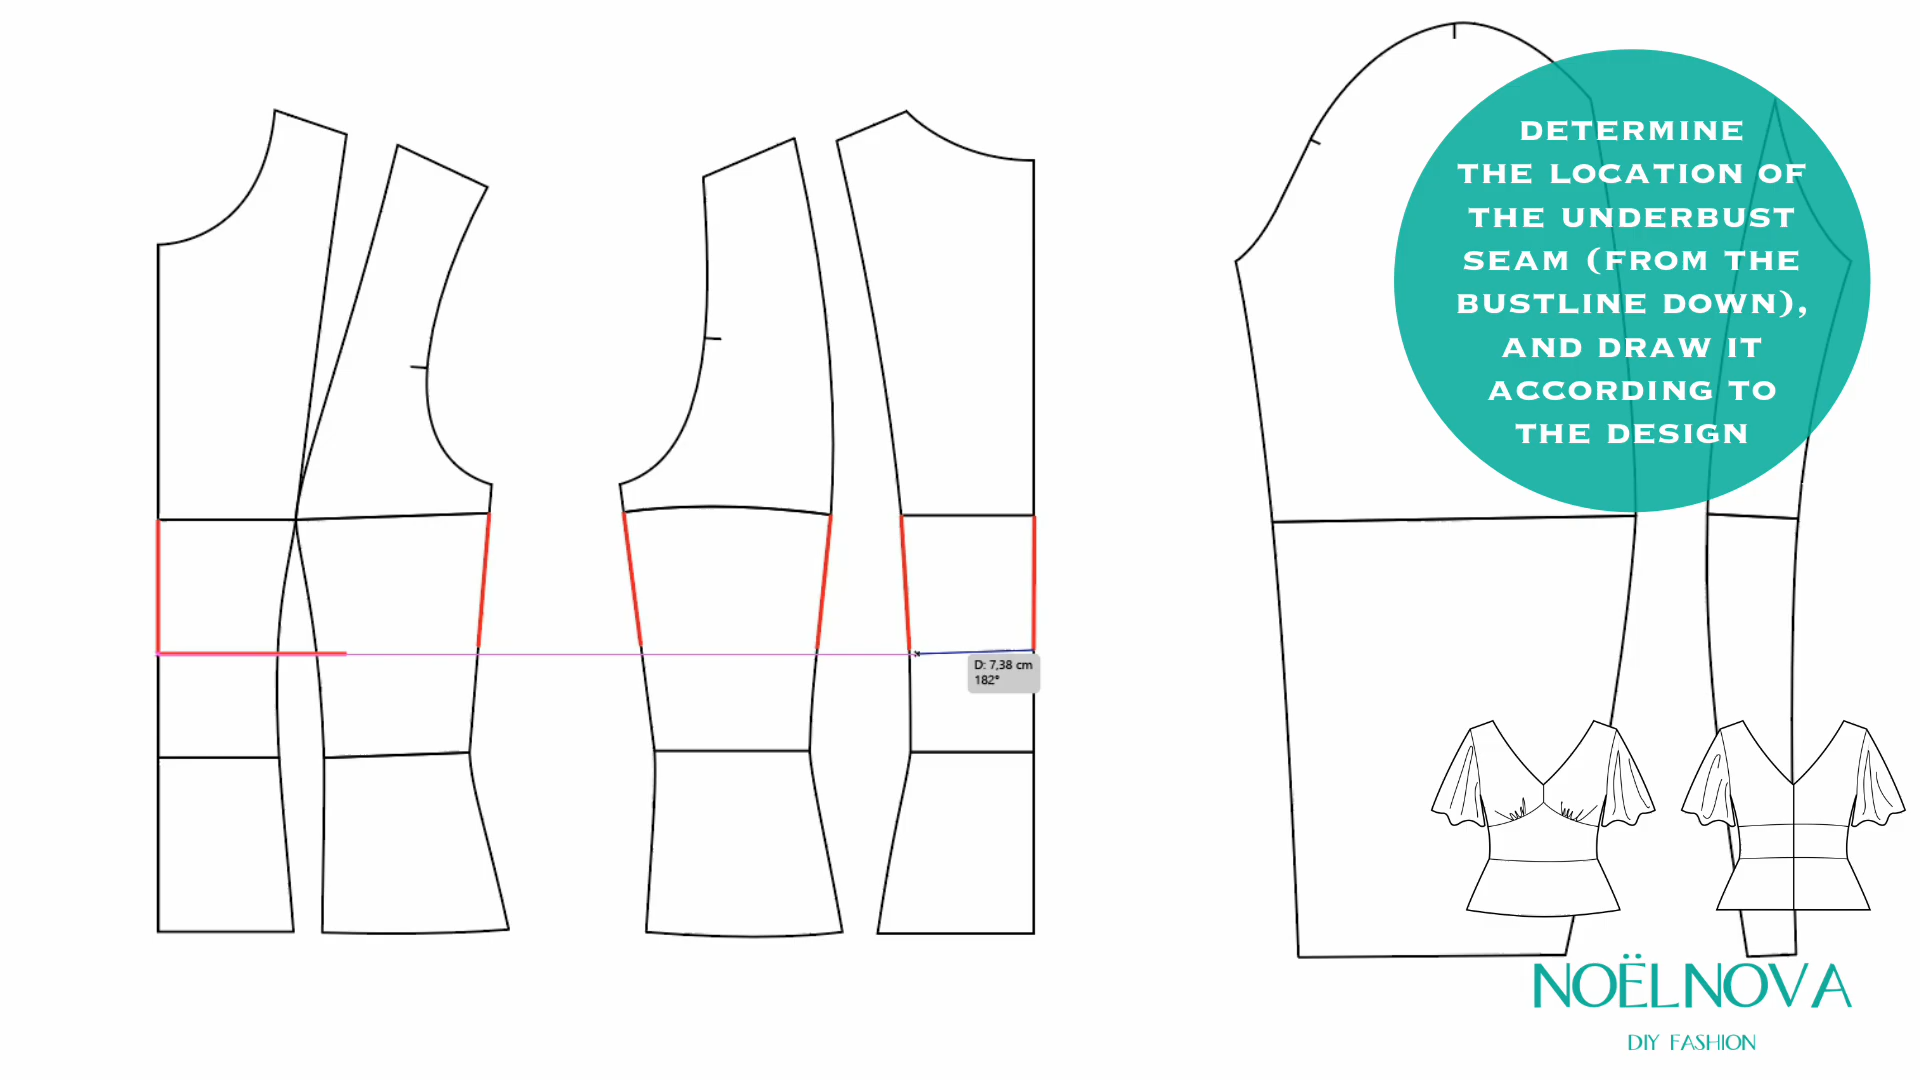 DETERMINE
THE LOCATION OF
THE UNDERBUST
SEAM (FROM THE
BUSTLINE DOWN),
AND DRAW IT
ACCORDING TO
THE DESIGN
D: 7,38 cm
182°
NOËLNOVA
DIY FASHION